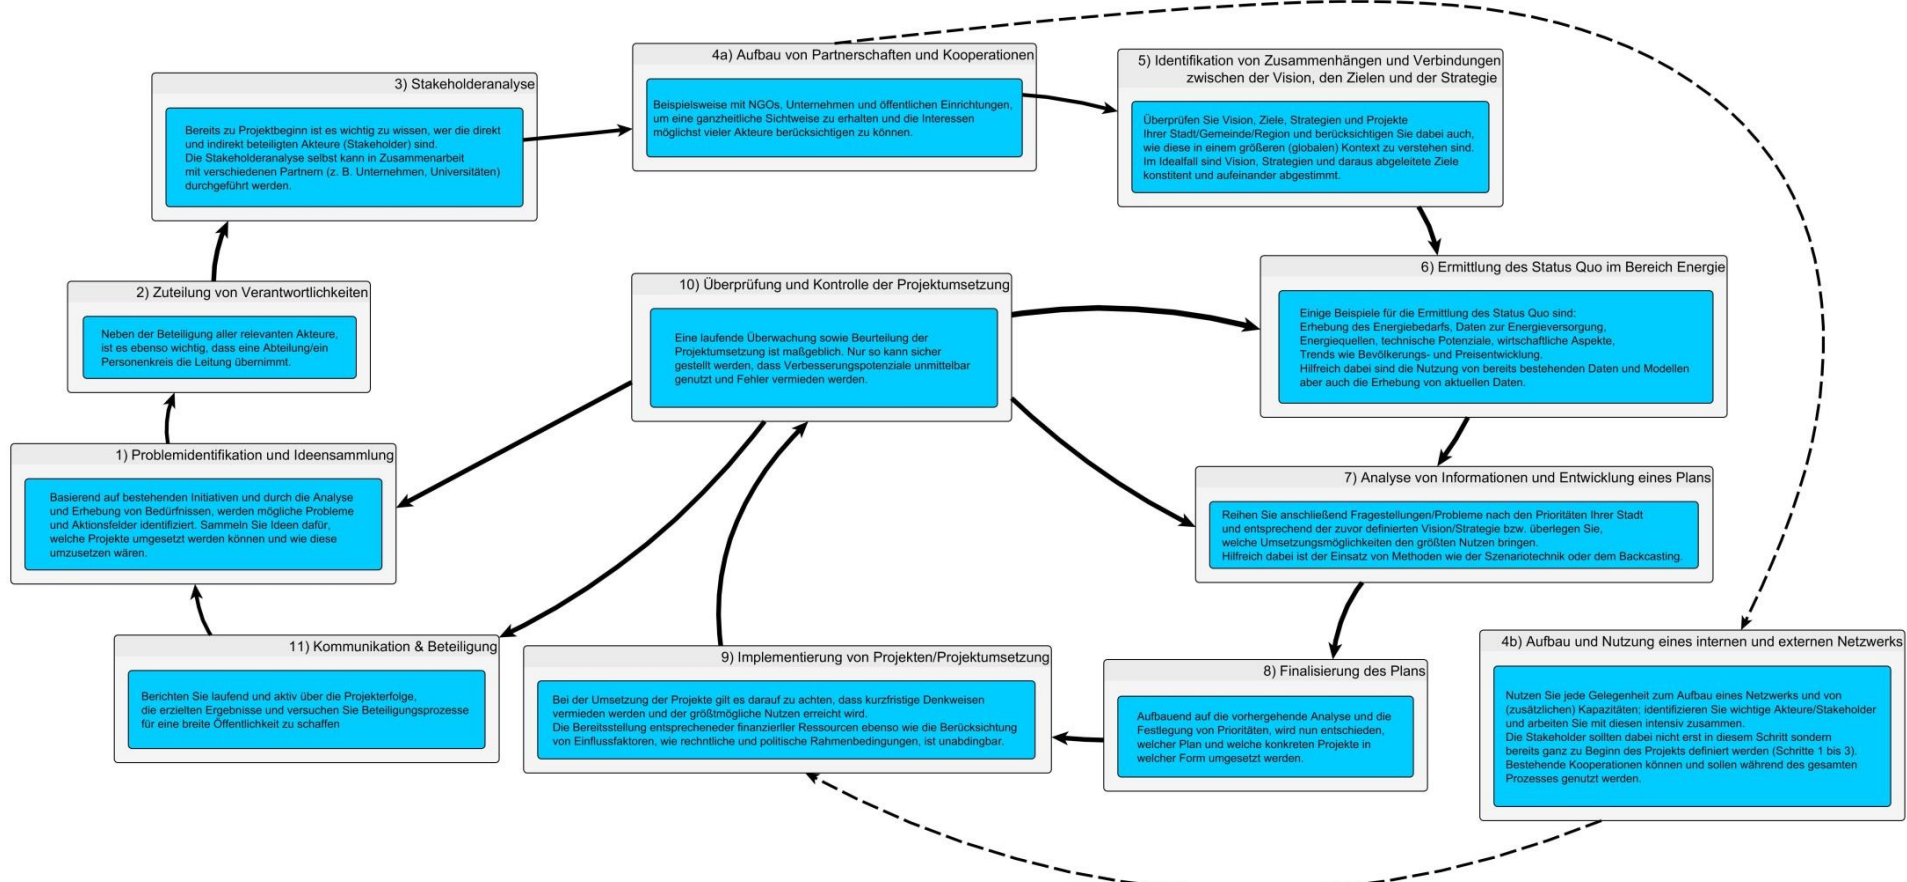 1) Problemidentifikation und Ideensammlung
Basierend auf bestehenden Initiativen und durch die Analyse
und Erhebung von Bedürfnissen, werden mögliche Probleme
und Aktionsfelder identifiziert. Sammeln Sie Ideen dafür,
welche Projekte umgesetzt werden können und wie diese
umzusetzen wären.
2) Zuteilung von Verantwortlichkeiten
Neben der Beteiligung aller relevanten Akteure,
ist es ebenso wichtig, dass eine Abteilung/ein
Personenkreis die Leitung übernimmt.
3) Stakeholderanalyse
Bereits zu Projektbeginn ist es wichtig zu wissen, wer die direkt
und indirekt beteiligten Akteure (Stakeholder) sind.
Die Stakeholderanalyse selbst kann in Zusammenarbeit
mit verschiedenen Partnern (z. B. Unternehmen, Universitäten)
durchgeführt werden.
4a) Aufbau von Partnerschaften und Kooperationen
Beispielsweise mit NGOs, Unternehmen und öffentlichen Einrichtungen,
um eine ganzheitliche Sichtweise zu erhalten und die Interessen
möglichst vieler Akteure berücksichtigen zu können.
5) Identifikation von Zusammenhängen und Verbindungen
zwischen der Vision, den Zielen und der Strategie
Überprüfen Sie Vision, Ziele, Strategien und Projekte
Ihrer Stadt/Gemeinde/Region und berücksichtigen Sie dabei auch,
wie diese in einem größeren (globalen) Kontext zu verstehen sind.
Im Idealfall sind Vision, Strategien und daraus abgeleitete Ziele
konstitent und aufeinander abgestimmt.
6) Ermittlung des Status Quo im Bereich Energie
Einige Beispiele für die Ermittlung des Status Quo sind:
Erhebung des Energiebedarfs, Daten zur Energieversorgung,
Energiequellen, technische Potenziale, wirtschaftliche Aspekte,
Trends wie Bevölkerungs- und Preisentwicklung.
Hilfreich dabei sind die Nutzung von bereits bestehenden Daten und Modellen
aber auch die Erhebung von aktuellen Daten.
7) Analyse von Informationen und Entwicklung eines Plans
Reihen Sie anschließend Fragestellungen/Probleme nach den Prioritäten Ihrer Stadt
und entsprechend der zuvor definierten Vision/Strategie bzw. überlegen Sie,
welche Umsetzungsmöglichkeiten den größten Nutzen bringen.
Hilfreich dabei ist der Einsatz von Methoden wie der Szenariotechnik oder dem Backcasting.
4b) Aufbau und Nutzung eines internen und externen Netzwerks
Nutzen Sie jede Gelegenheit zum Aufbau eines Netzwerks und von
(zusätzlichen) Kapazitäten; identifizieren Sie wichtige Akteure/Stakeholder
und arbeiten Sie mit diesen intensiv zusammen.
Die Stakeholder sollten dabei nicht erst in diesem Schritt sondern
bereits ganz zu Beginn des Projekts definiert werden (Schritte 1 bis 3).
Bestehende Kooperationen können und sollen während des gesamten
Prozesses genutzt werden.
8) Finalisierung des Plans
Aufbauend auf die vorhergehende Analyse und die
Festlegung von Prioritäten, wird nun entschieden,
welcher Plan und welche konkreten Projekte in
welcher Form umgesetzt werden.
9) Implementierung von Projekten/Projektumsetzung
Bei der Umsetzung der Projekte gilt es darauf zu achten, dass kurzfristige Denkweisen
vermieden werden und der größtmögliche Nutzen erreicht wird.
Die Bereitsstellung entspreceneder finanzierller Ressourcen ebenso wie die Berücksichtung
von Einflussfaktoren, wie rechntliche und politische Rahmenbedingungen, ist unabdingbar.
10) Überprüfung und Kontrolle der Projektumsetzung
Eine laufende Überwachung sowie Beurteilung der
Projektumsetzung ist maßgeblich. Nur so kann sicher
gestellt werden, dass Verbesserungspotenziale unmittelbar
genutzt und Fehler vermieden werden.
11) Kommunikation & Beteiligung
Berichten Sie laufend und aktiv über die Projekterfolge,
die erzielten Ergebnisse und versuchen Sie Beteiligungsprozesse
für eine breite Öffentlichkeit zu schaffen